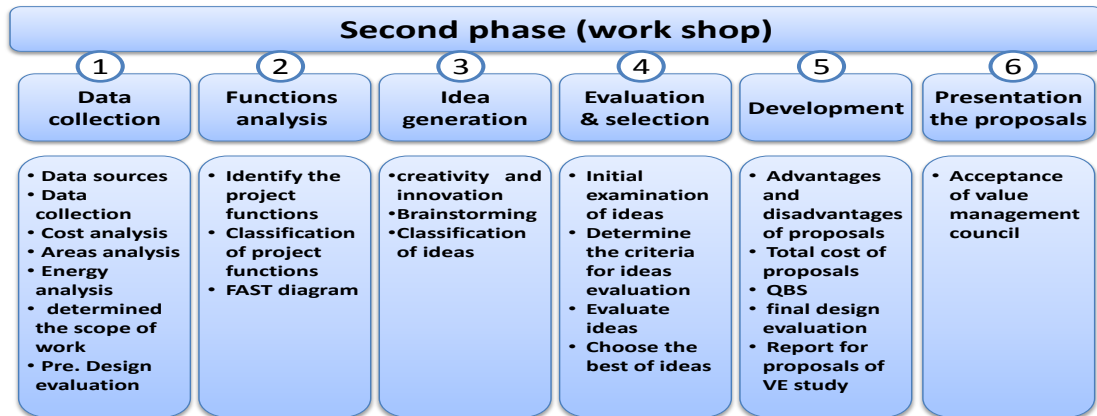 Second phase (work shop)
1
Data
collection
2
Functions
analysis
3
Idea
generation
4
Evaluation
& selection
5
Development
6
Presentation
the proposals
• Data sources
• Data
collection
• Cost analysis
• Areas analysis
• Energy
analysis
• determined
the scope of
work
• Pre. Design
evaluation
• Identify the
project
functions
• Classification
of project
functions
• FAST diagram
•creativity and
innovation
•Brainstorming
•Classification
of ideas
• Initial
examination
of ideas
• Determine
the criteria
for ideas
evaluation
• Evaluate
ideas
• Choose the
best of ideas
• Advantages
and
disadvantages
of proposals
• Total cost of
proposals
• QBS
• final design
evaluation
• Report for
proposals of
VE study
• Acceptance
of value
management
council